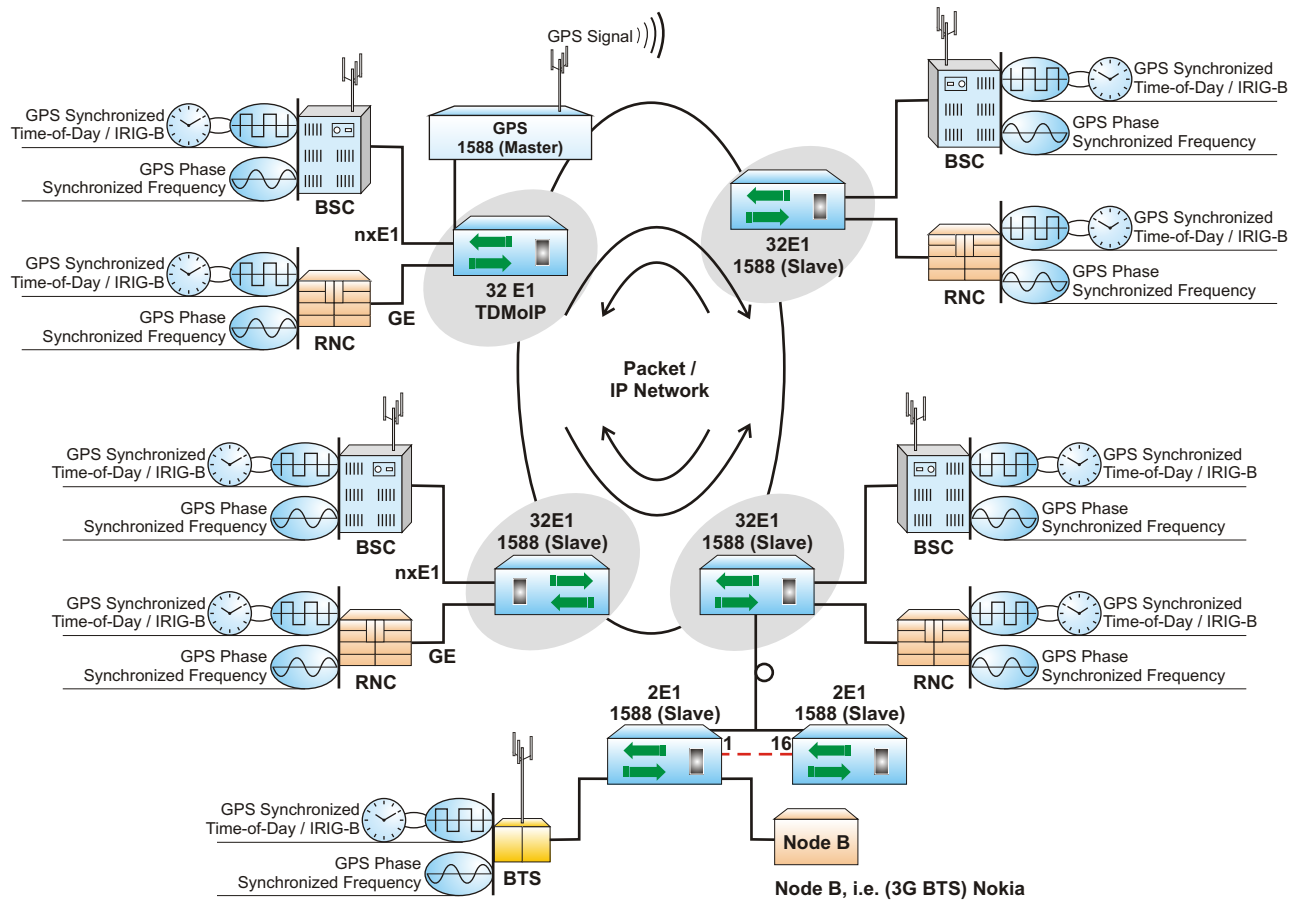 GPS Signal
GPS Synchronized
Time-of-Day / IRIG-B
GPS Phase
Synchronized Frequency
BSC
GPS
1588 (Master)
GPS Synchronized
Time-of-Day / IRIG-B
GPS Phase
Synchronized Frequency
BSC
nxE1
32 E1
TDMoIP
32E1
1588 (Slave)
GPS Synchronized
Time-of-Day / IRIG-B
GPS Phase
Synchronized Frequency
RNC
GE
GPS Synchronized
Time-of-Day / IRIG-B
GPS Phase
Synchronized Frequency
RNC
Packet /
IP Network
GPS Synchronized
Time-of-Day / IRIG-B
GPS Phase
Synchronized Frequency
BSC
nxE1
32E1
1588 (Slave)
32E1
1588 (Slave)
GPS Synchronized
Time-of-Day / IRIG-B
GPS Phase
Synchronized Frequency
BSC
GPS Synchronized
Time-of-Day / IRIG-B
GPS Phase
Synchronized Frequency
RNC
GE
GPS Synchronized
Time-of-Day / IRIG-B
GPS Phase
Synchronized Frequency
RNC
2E1
1588 (Slave)
2E1
1588 (Slave)
1
16
GPS Synchronized
Time-of-Day / IRIG-B
GPS Phase
Synchronized Frequency
BTS
Node B
Node B, i.e. (3G BTS) Nokia